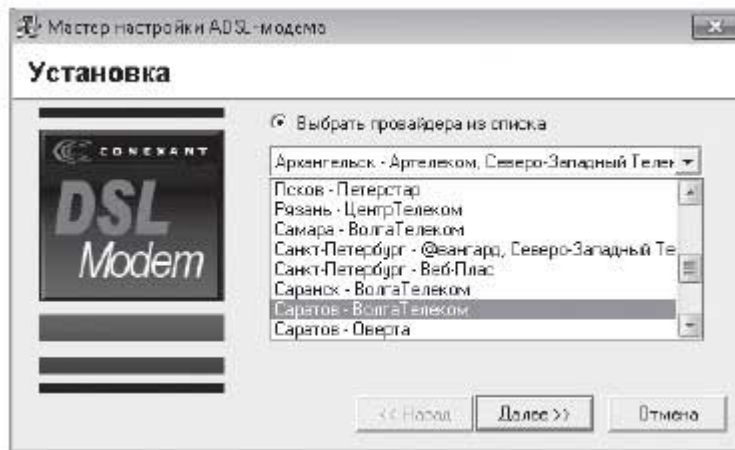 Мастер настройки ADSL-модема
Установка
CONEXANT
DSL
Modem
Выбрать провайдера из списка
Архангельск - Артелеком, Северо-Западный Телек
Псков - Петерстар
Рязань - ЦентрТелеком
Самара - ВолгаТелеком
Санкт-Петербург - @вангард, Северо-Западный Те
Санкт-Петербург - Веб-Плас
Саранск - ВолгаТелеком
Саратов - ВолгаТелеком
Саратов - Оверта
<< Назад
Далее >>
Отмена